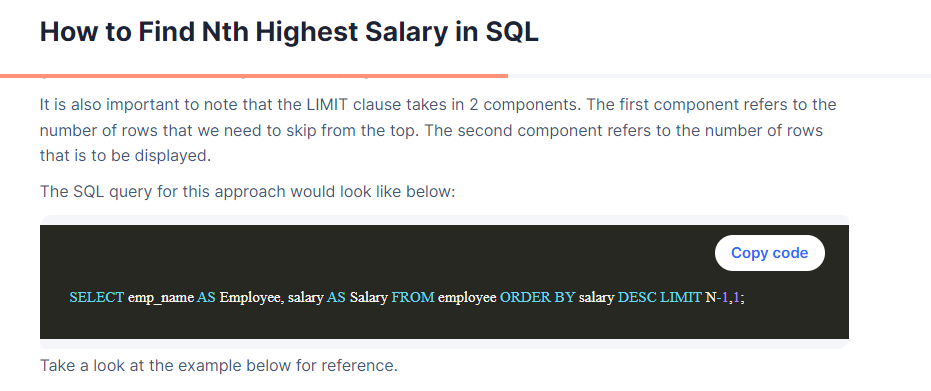 How to Find Nth Highest Salary in SQL
It is also important to note that the LIMIT clause takes in 2 components. The first component refers to the
number of rows that we need to skip from the top. The second component refers to the number of rows
that is to be displayed.
The SQL query for this approach would look like below:
Copy code
SELECT emp_name AS Employee, salary AS Salary FROM employee ORDER BY salary DESC LIMIT N-1,1;
Take a look at the example below for reference.